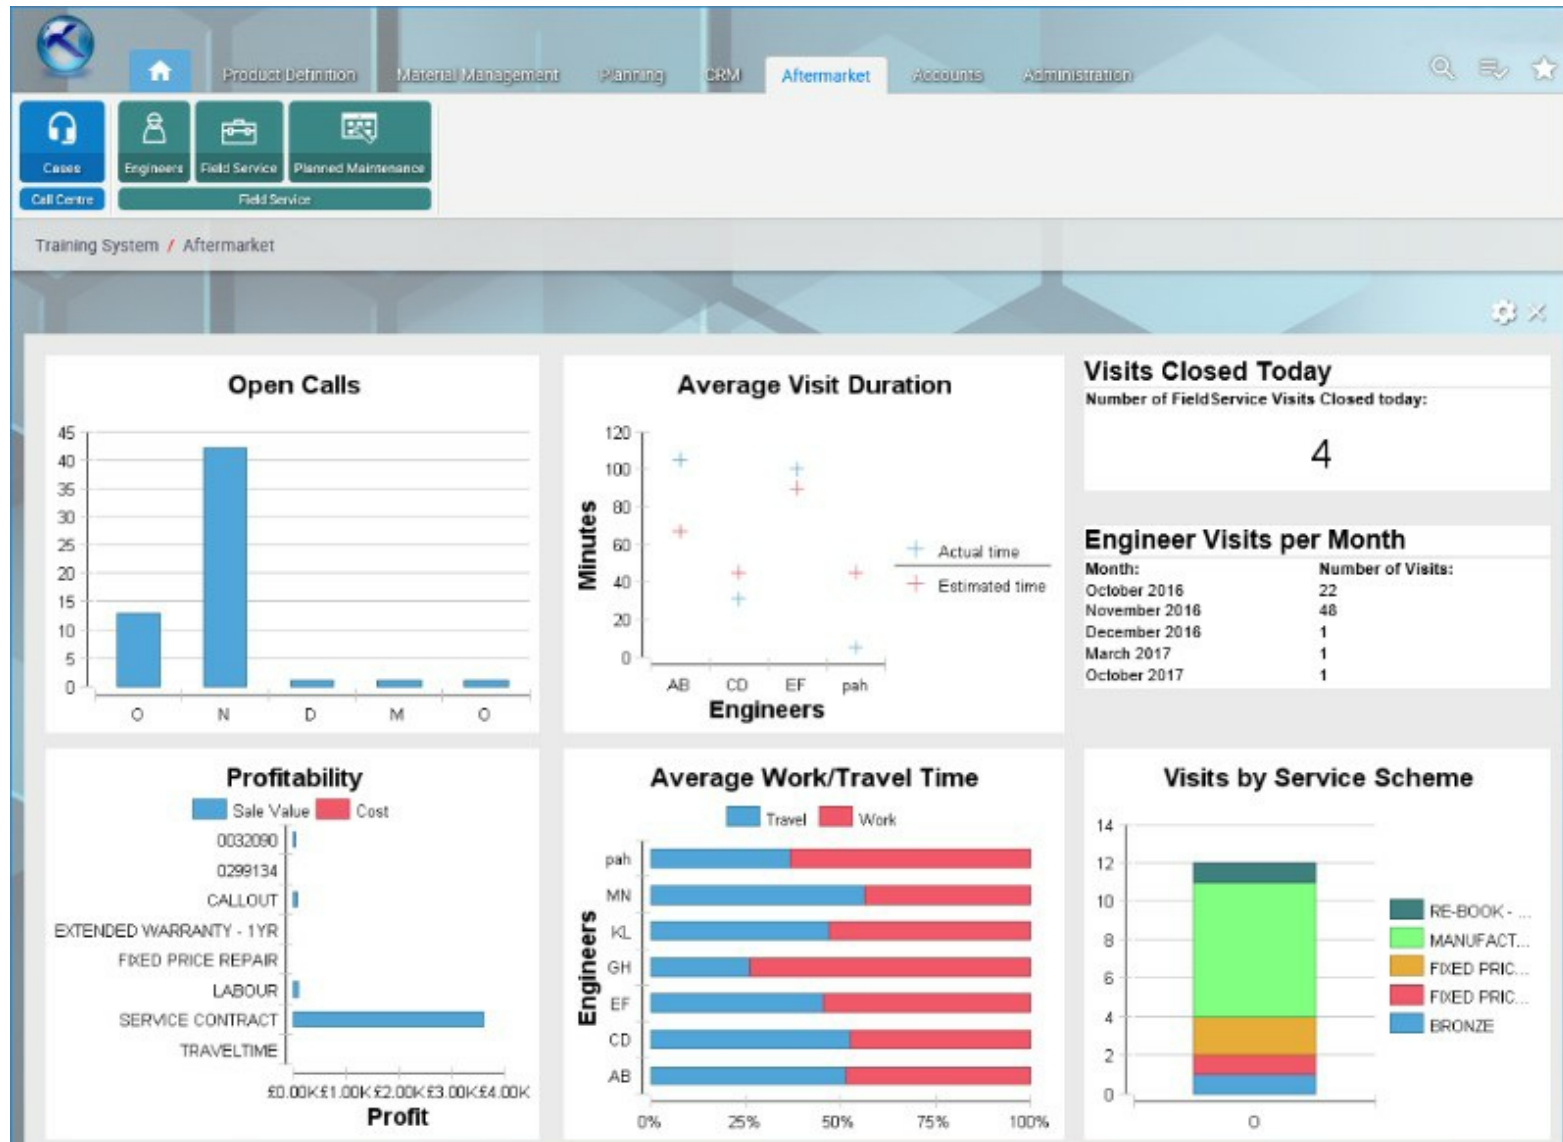 Product Definition Material Management Planning CRM Aftermarket Accounts Administration
Cases Engineers Field Service Planned Maintenance
Call Centre Field Service
Training System / Aftermarket
Open Calls
45
40
35
30
25
20
15
10
5
0
O N D M O
Average Visit Duration
120
100
80
60
40
20
0
Minutes
Actual time
Estimated time
AB CD EF pah
Engineers
Visits Closed Today
Number of FieldService Visits Closed today:
4
Engineer Visits per Month
Month: Number of Visits:
October 2016 22
November 2016 48
December 2016 1
March 2017 1
October 2017 1
Profitability
Sale Value Cost
0032090
0299134
CALLOUT
EXTENDED WARRANTY - 1YR
FIXED PRICE REPAIR
LABOUR
SERVICE CONTRACT
TRAVELTIME
£0.00K £1.00K £2.00K £3.00K £4.00K
Profit
Average Work/Travel Time
Travel Work
pah
MN
KL
GH
EF
CD
AB
Engineers
0% 25% 50% 75% 100%
Visits by Service Scheme
14
12
10
8
6
4
2
0
O
RE-BOOK - ...
MANUFACT...
FIXED PRIC...
FIXED PRIC...
BRONZE